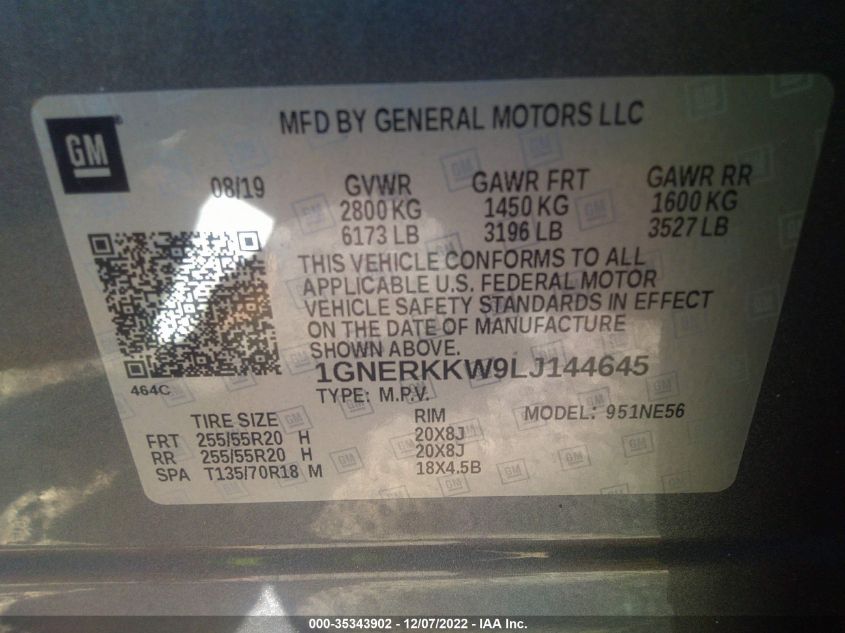 MFD BY GENERAL MOTORS LLC
GM
08/19 GVWR GAWR FRT GAWR RR
2800 KG 1450 KG 1600 KG
6173 LB 3196 LB 3527 LB
THIS VEHICLE CONFORMS TO ALL
APPLICABLE U.S. FEDERAL MOTOR
VEHICLE SAFETY STANDARDS IN EFFECT
ON THE DATE OF MANUFACTURE
SHOWN ABOVE.
464C
1GNERKKW9LJ144645
TYPE: M.P.V. MODEL: 951NE56
TIRE SIZE RIM
FRT 255/55R20 H 20X8J
RR 255/55R20 H 20X8J
SPA T135/70R18 M 18X4.5B
000-35343902 - 12/07/2022 - IAA Inc.